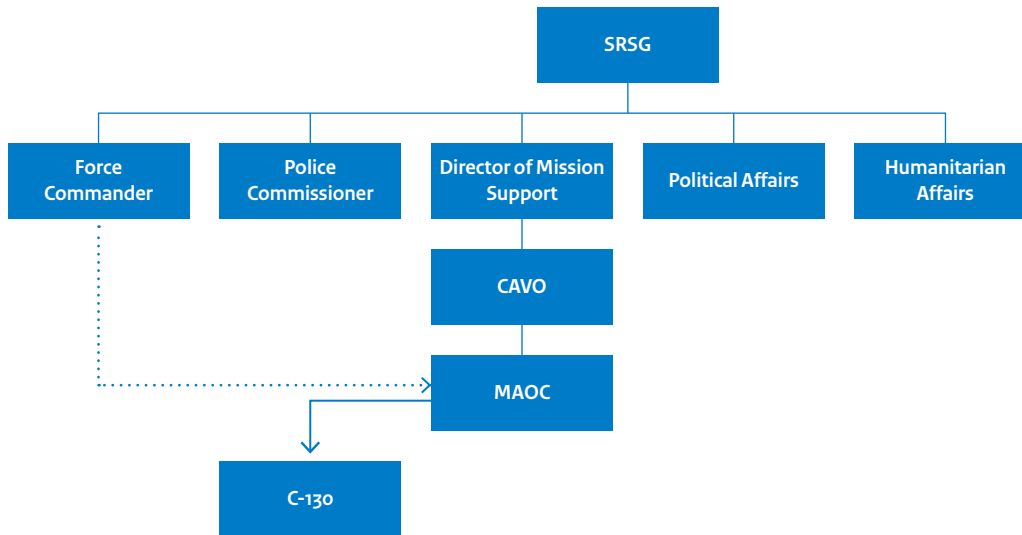 SRSG
Force
Commander
Police
Commissioner
Director of Mission
Support
Political Affairs
Humanitarian
Affairs
CAVO
MAOC
C-130